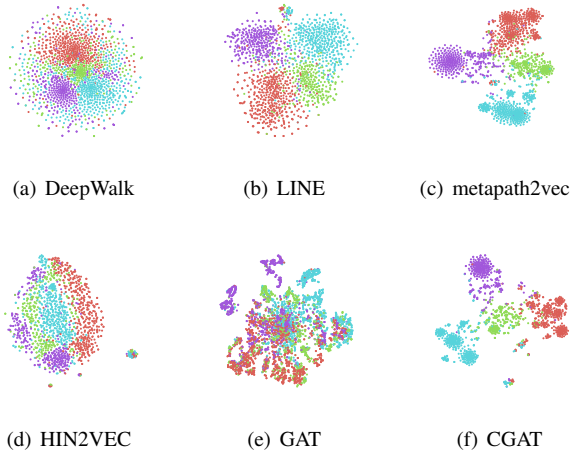 (a) DeepWalk
(b) LINE
(c) metapath2vec
(d) HIN2VEC
(e) GAT
(f) CGAT